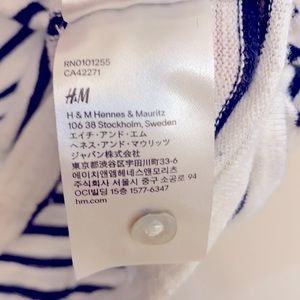 RN0101255
CA42271
H&M
H & M Hennes & Mauritz
106 38 Stockholm, Sweden
エイチ・アンド・エム
ヘネス・アンド・マウリッツ
ジャパン株式会社
東京都渋谷区宇田川町33-6
에이치앤엠헤네스앤모리츠
주식회사 서울시 중구 소공로 94
OCI빌딩 15층 1577-6347
hm.com